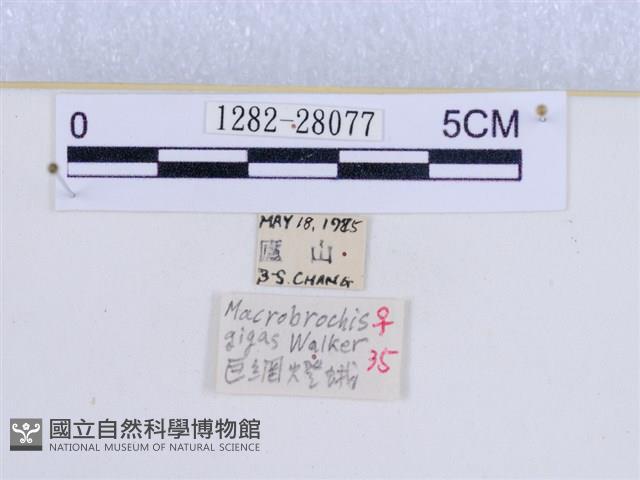 1282-28077
0 5CM
MAY 18, 1985
廬山
B-S. CHANG
Macrobrochis ♀
gigas Walker
35
巨網燈蛾
國立自然科學博物館
NATIONAL MUSEUM OF NATURAL SCIENCE